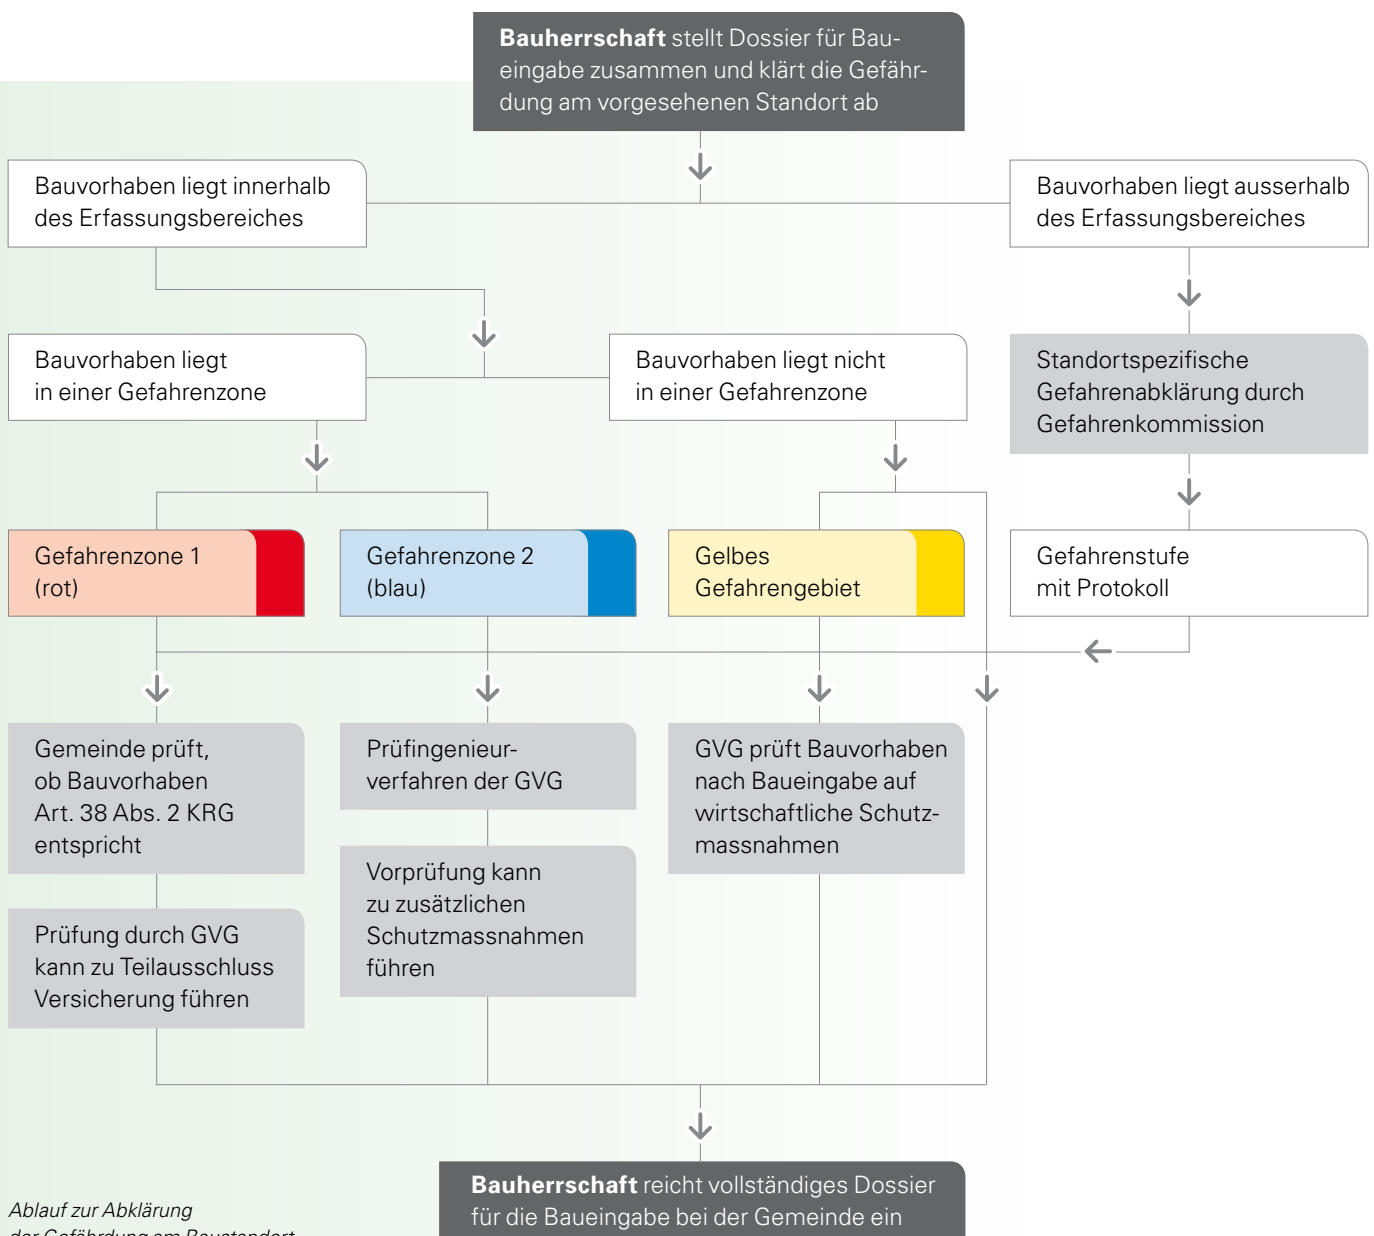 Bauherrschaft stellt Dossier für Bau-
eingabe zusammen und klärt die Gefähr-
dung am vorgesehenen Standort ab
Bauvorhaben liegt innerhalb
des Erfassungsbereiches
Bauvorhaben liegt ausserhalb
des Erfassungsbereiches
Bauvorhaben liegt
in einer Gefahrenzone
Bauvorhaben liegt nicht
in einer Gefahrenzone
Standortspezifische
Gefahrenabklärung durch
Gefahrenkommission
Gefahrenzone 1
(rot)
Gefahrenzone 2
(blau)
Gelbes
Gefahrengebiet
Gefahrenstufe
mit Protokoll
Gemeinde prüft,
ob Bauvorhaben
Art. 38 Abs. 2 KRG
entspricht
Prüfingenieur-
verfahren der GVG
GVG prüft Bauvorhaben
nach Baueingabe auf
wirtschaftliche Schutz-
massnahmen
Vorprüfung kann
zu zusätzlichen
Schutzmassnahmen
führen
Prüfung durch GVG
kann zu Teilausschluss
Versicherung führen
Bauherrschaft reicht vollständiges Dossier
für die Baueingabe bei der Gemeinde ein
Ablauf zur Abklärung
der Gefährdung am Baustandort